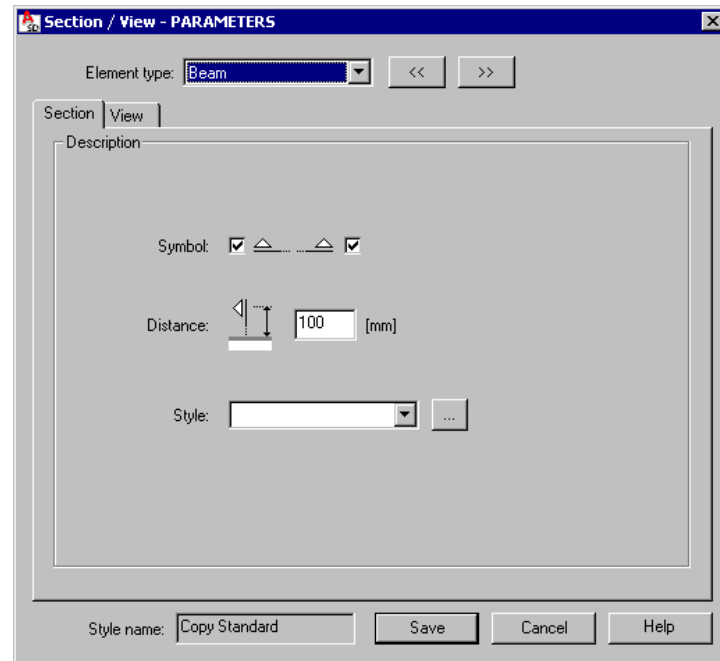 Section / View - PARAMETERS
Element type: Beam << >>
Section View
Description
Symbol:
Distance: 100 [mm]
Style: ...
Style name: Copy Standard Save Cancel Help